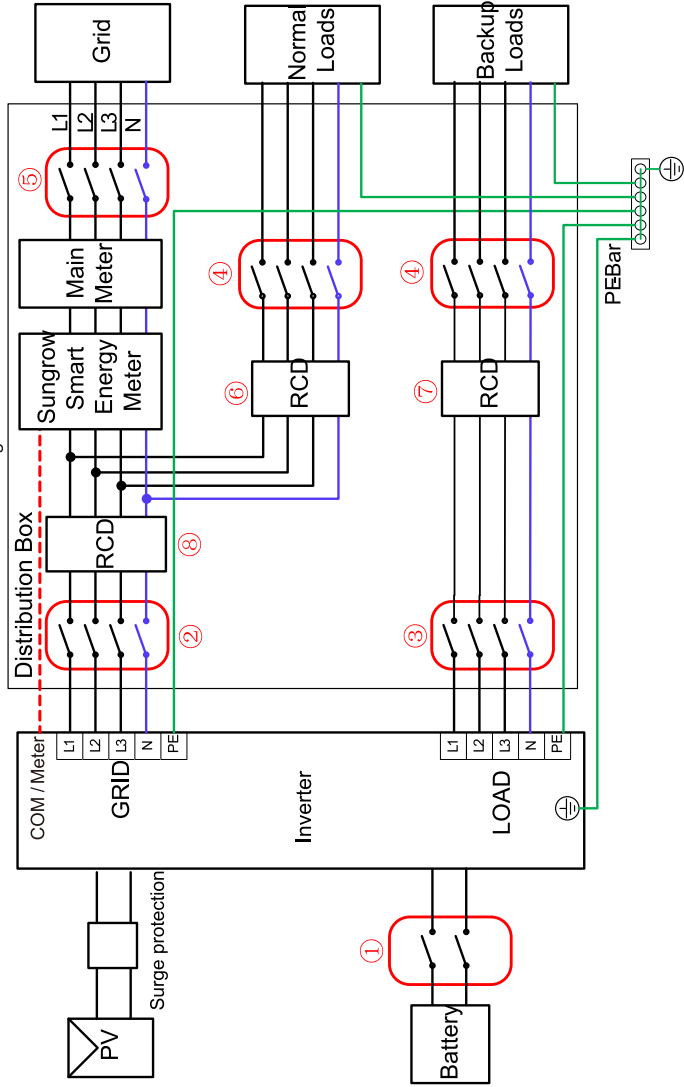 PV
Surge protection
COM / Meter
GRID
L1
L2
L3
N
PE
Distribution Box
②
RCD
⑧
Sungrow
Smart
Energy
Meter
Main
Meter
⑤
L1
L2
L3
N
Grid
Inverter
⑥
RCD
④
Normal
Loads
Battery
①
LOAD
L1
L2
L3
N
PE
③
⑦
RCD
④
Backup
Loads
PE-Bar